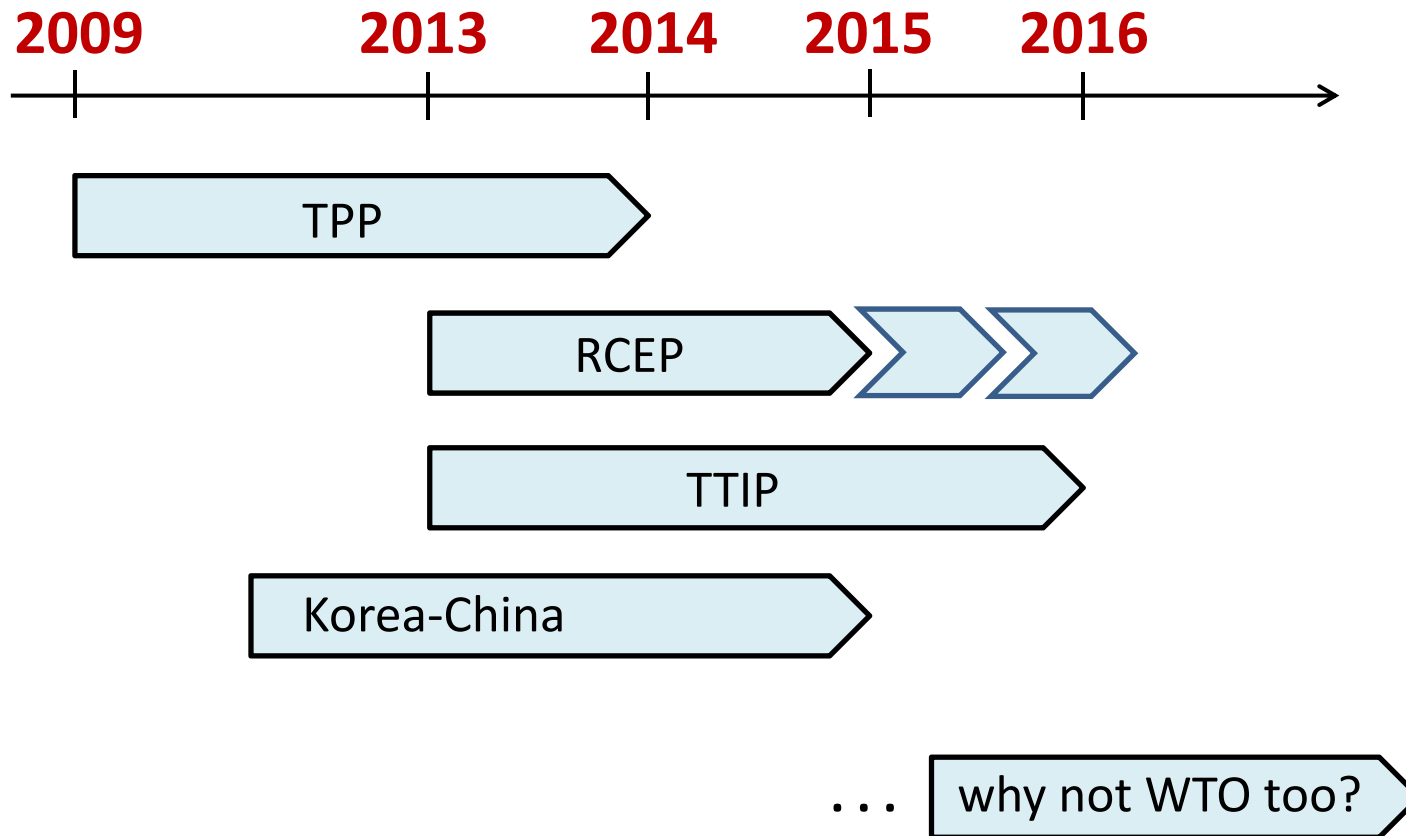 2009 2013 2014 2015 2016
TPP
RCEP
TTIP
Korea-China
... why not WTO too?